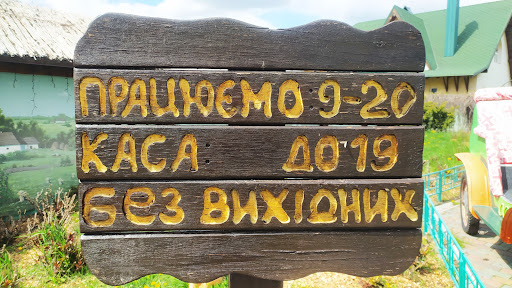 ПРАЦЮЄМО 9-20
КАСА ДО 19
БЕЗ ВИХІДНИХ